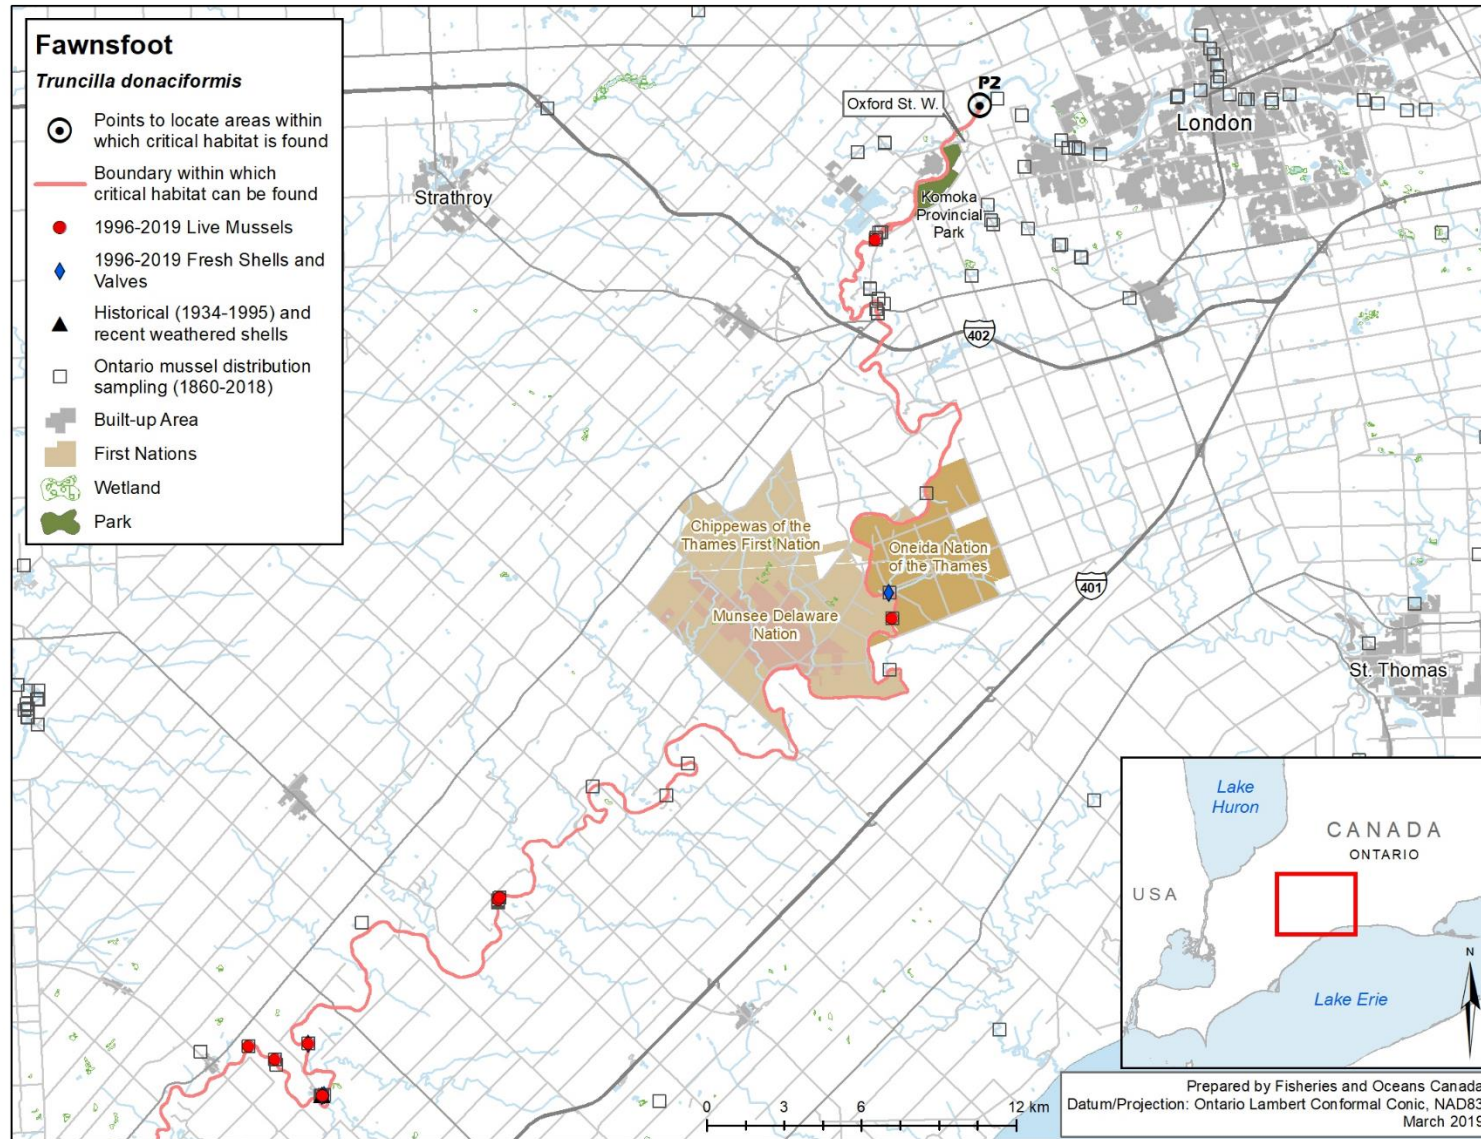 Fawnsfoot
Truncilla donaciformis
Points to locate areas within
which critical habitat is found
Boundary within which
critical habitat can be found
1996-2019 Live Mussels
1996-2019 Fresh Shells and
Valves
Historical (1934-1995) and
recent weathered shells
Ontario mussel distribution
sampling (1860-2018)
Built-up Area
First Nations
Wetland
Park
P2
Oxford St. W.
London
Strathroy
Komoka
Provincial
Park
402
Chippewas of the
Thames First Nation
Oneida Nation
of the Thames
401
Munsee Delaware
Nation
St. Thomas
Lake
Huron
CANADA
ONTARIO
USA
N
Lake Erie
0 3 6 12 km
Prepared by Fisheries and Oceans Canada
Datum/Projection: Ontario Lambert Conformal Conic, NAD83
March 2019